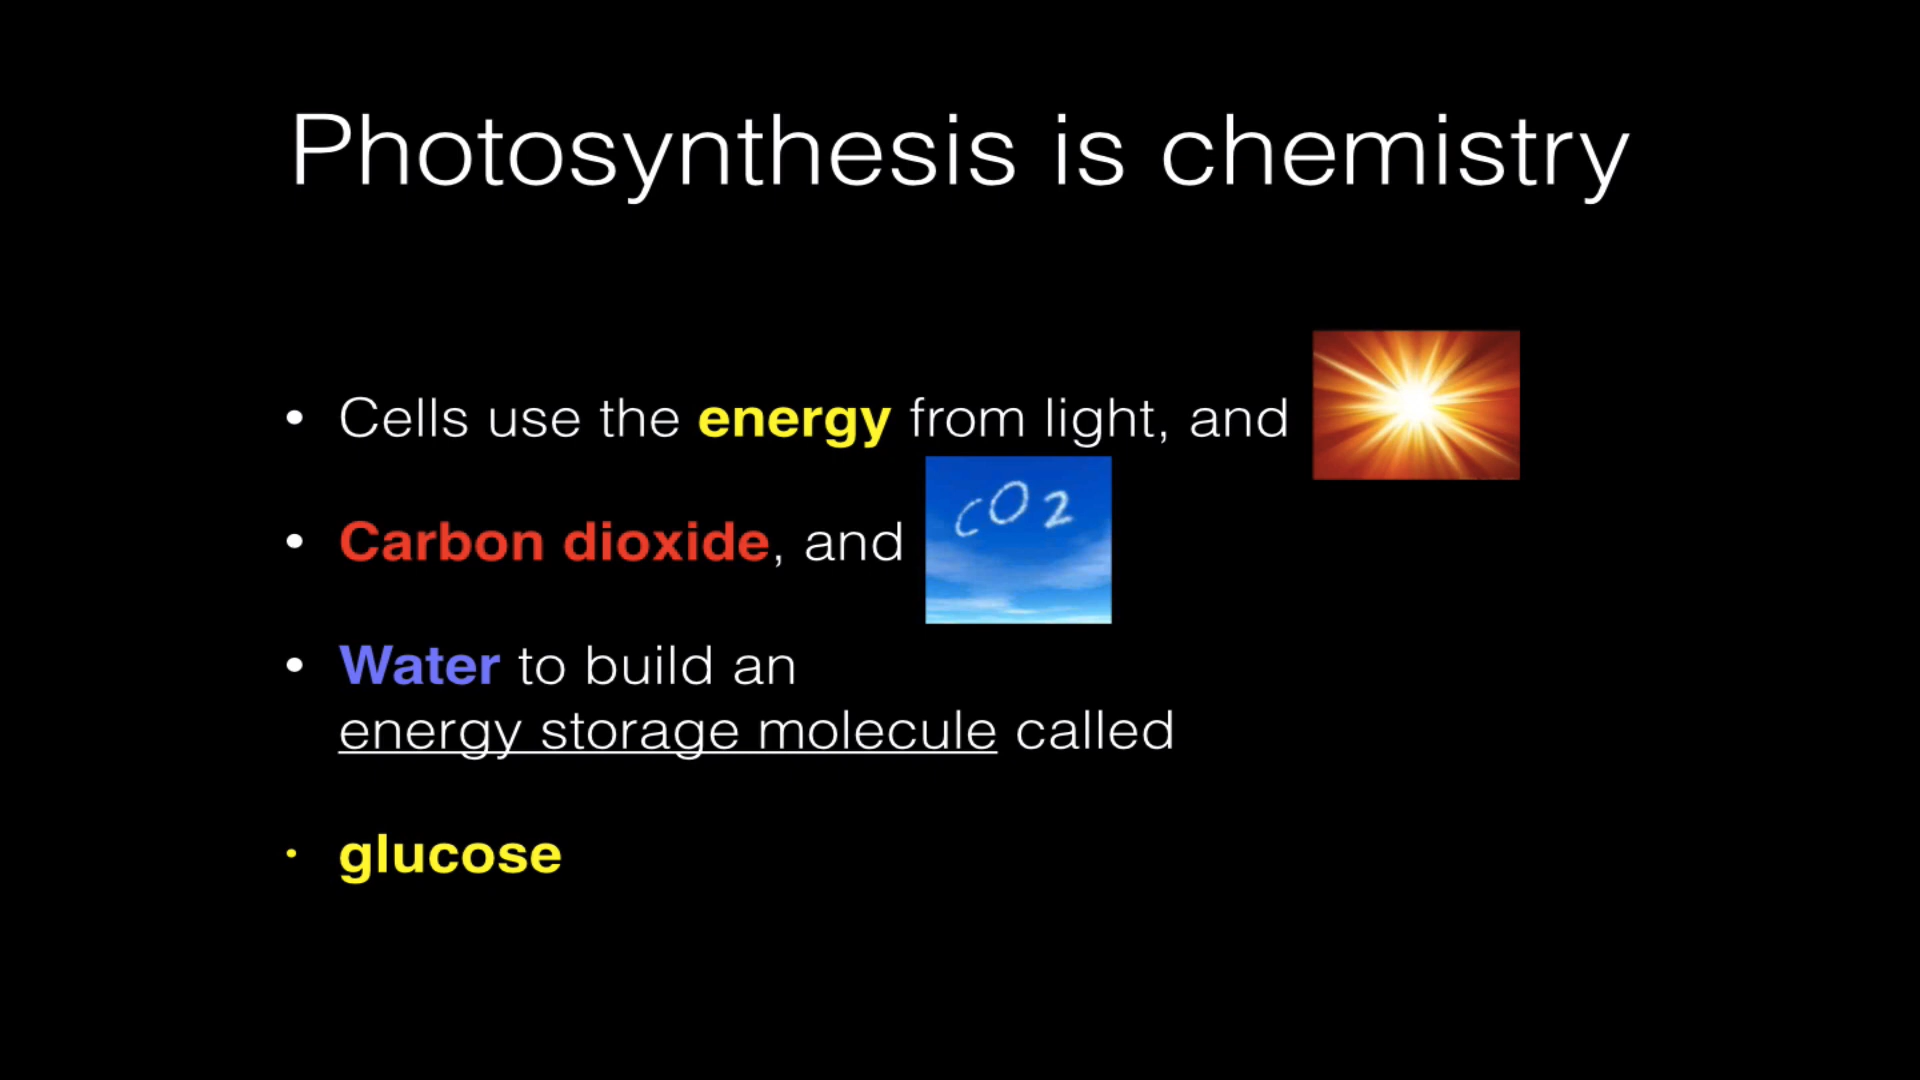 Photosynthesis is chemistry
• Cells use the energy from light, and
• Carbon dioxide, and
CO2
• Water to build an
energy storage molecule called
• glucose